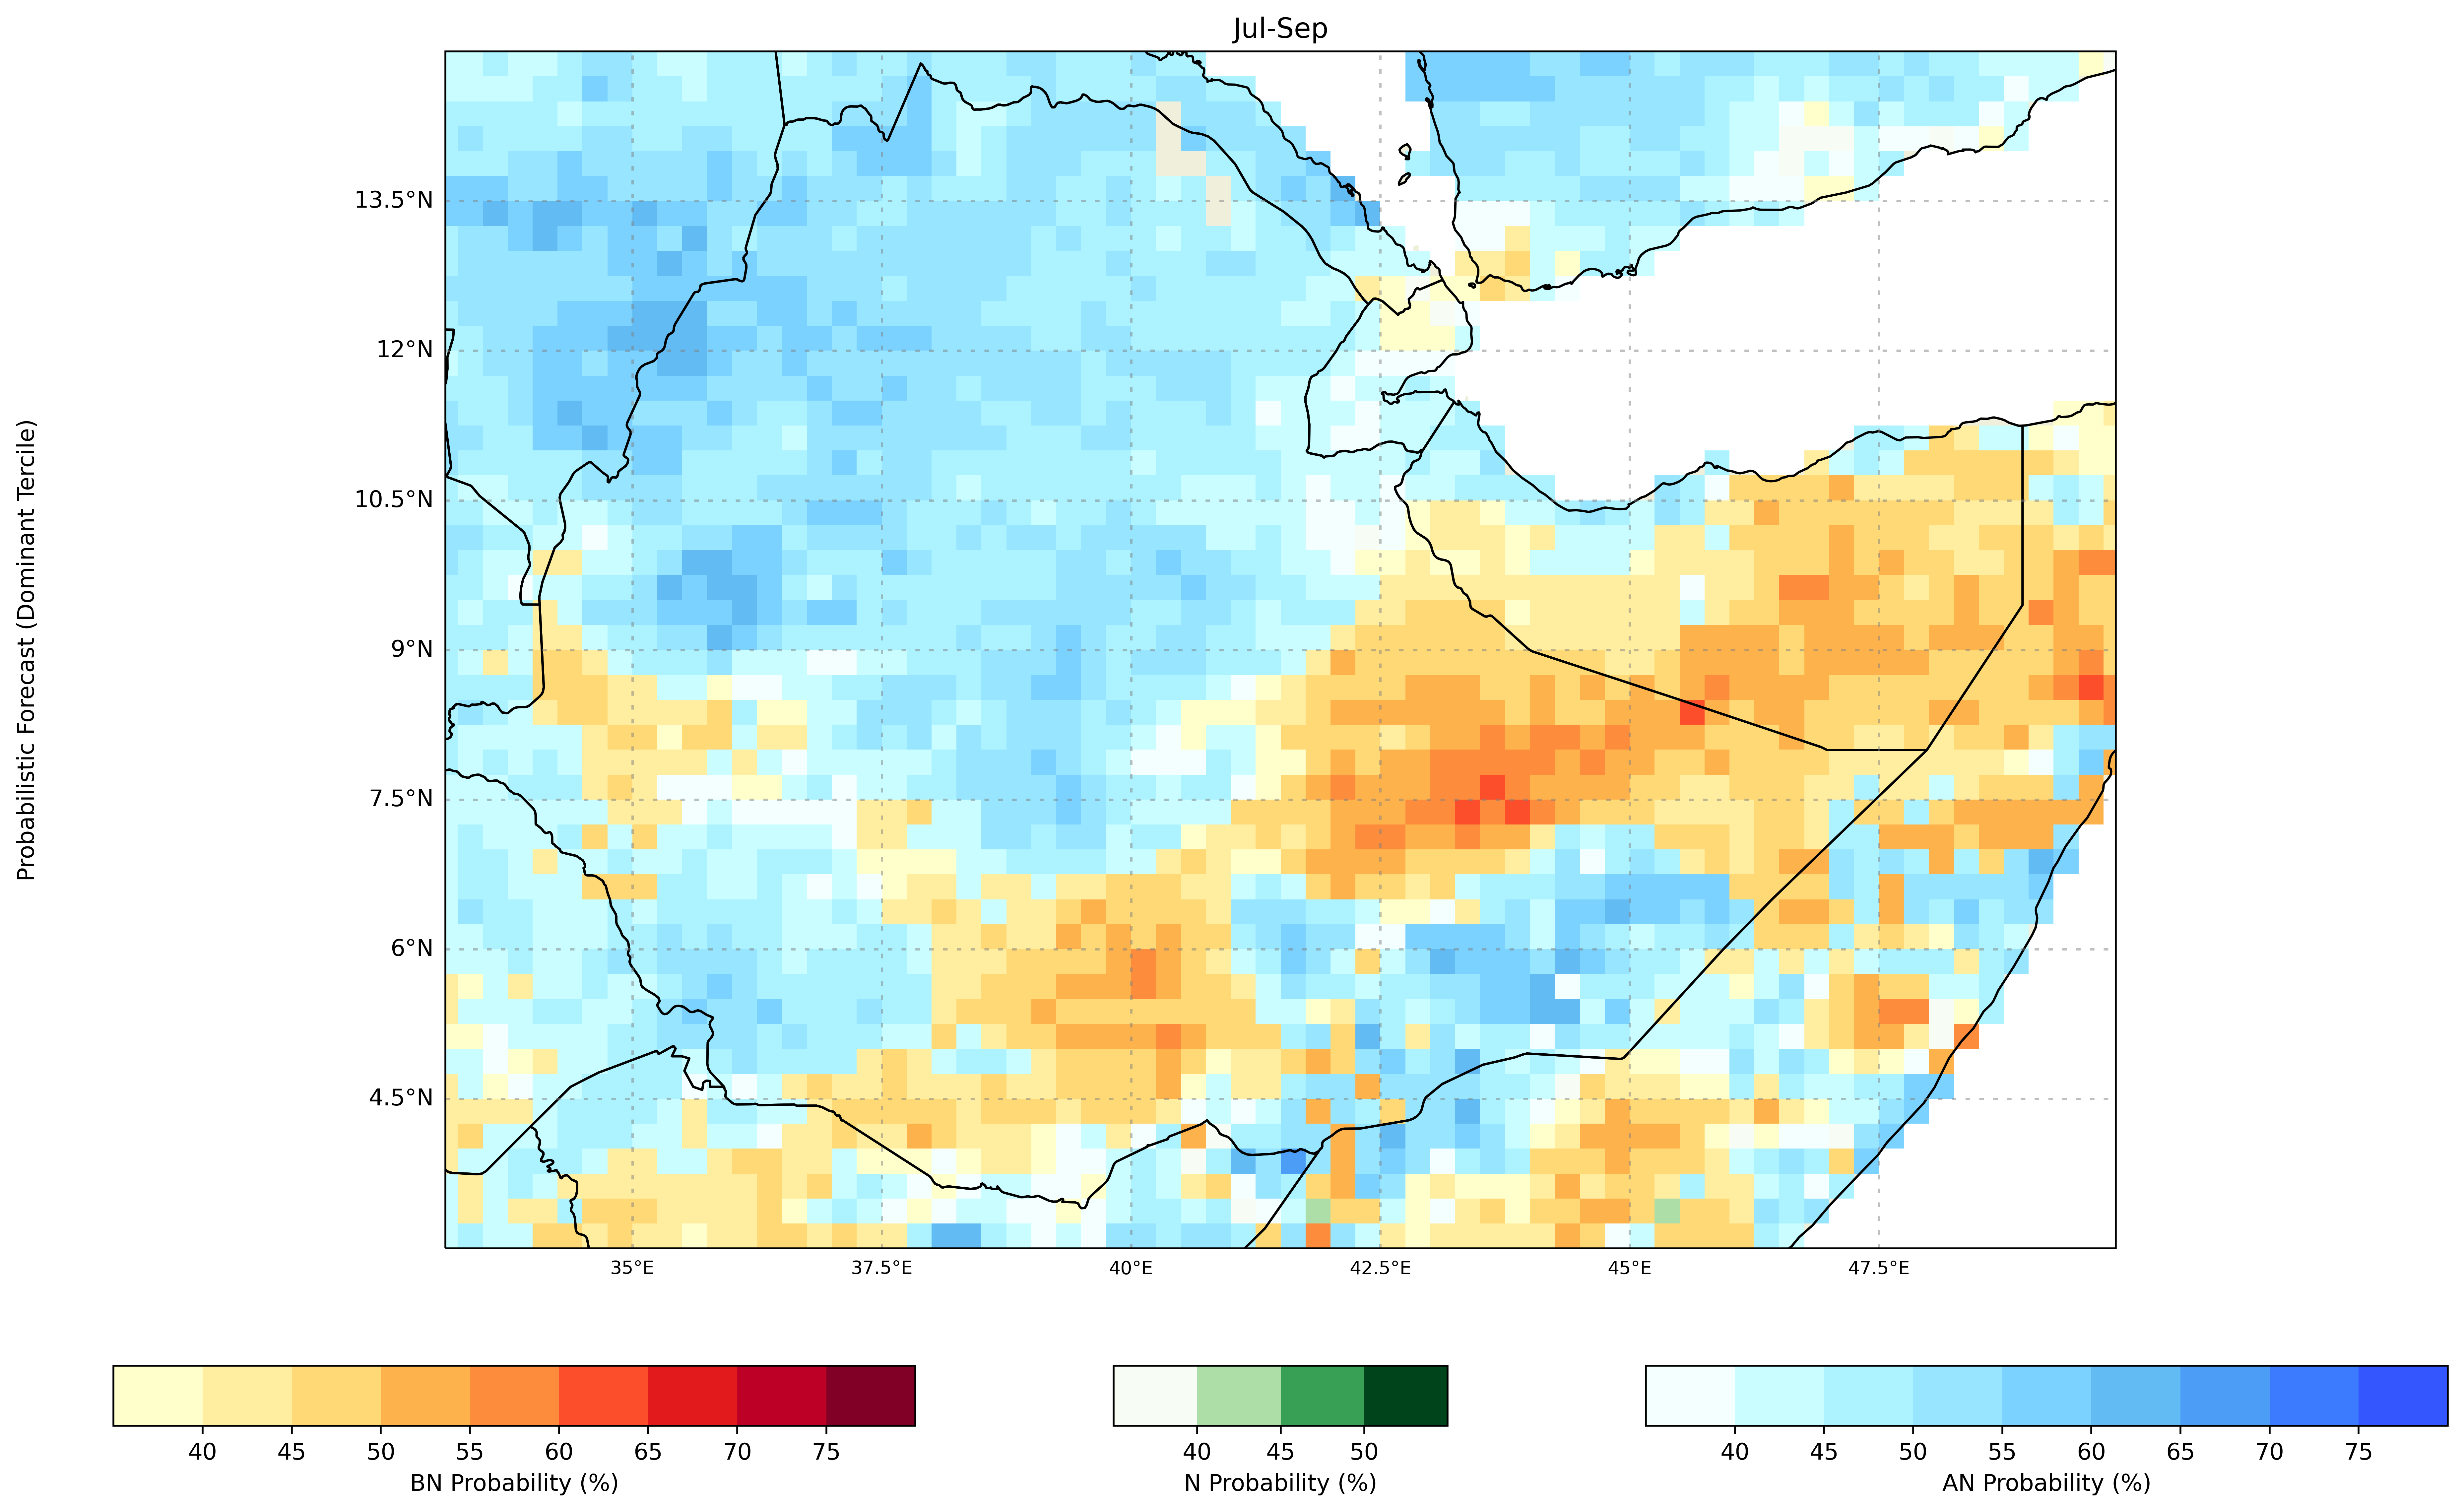 Jul-Sep
Probabilistic Forecast (Dominant Tercile)
13.5°N
12°N
10.5°N
9°N
7.5°N
6°N
4.5°N
35°E 37.5°E 40°E 42.5°E 45°E 47.5°E
40 45 50 55 60 65 70 75
BN Probability (%)
40 45 50
N Probability (%)
40 45 50 55 60 65 70 75
AN Probability (%)